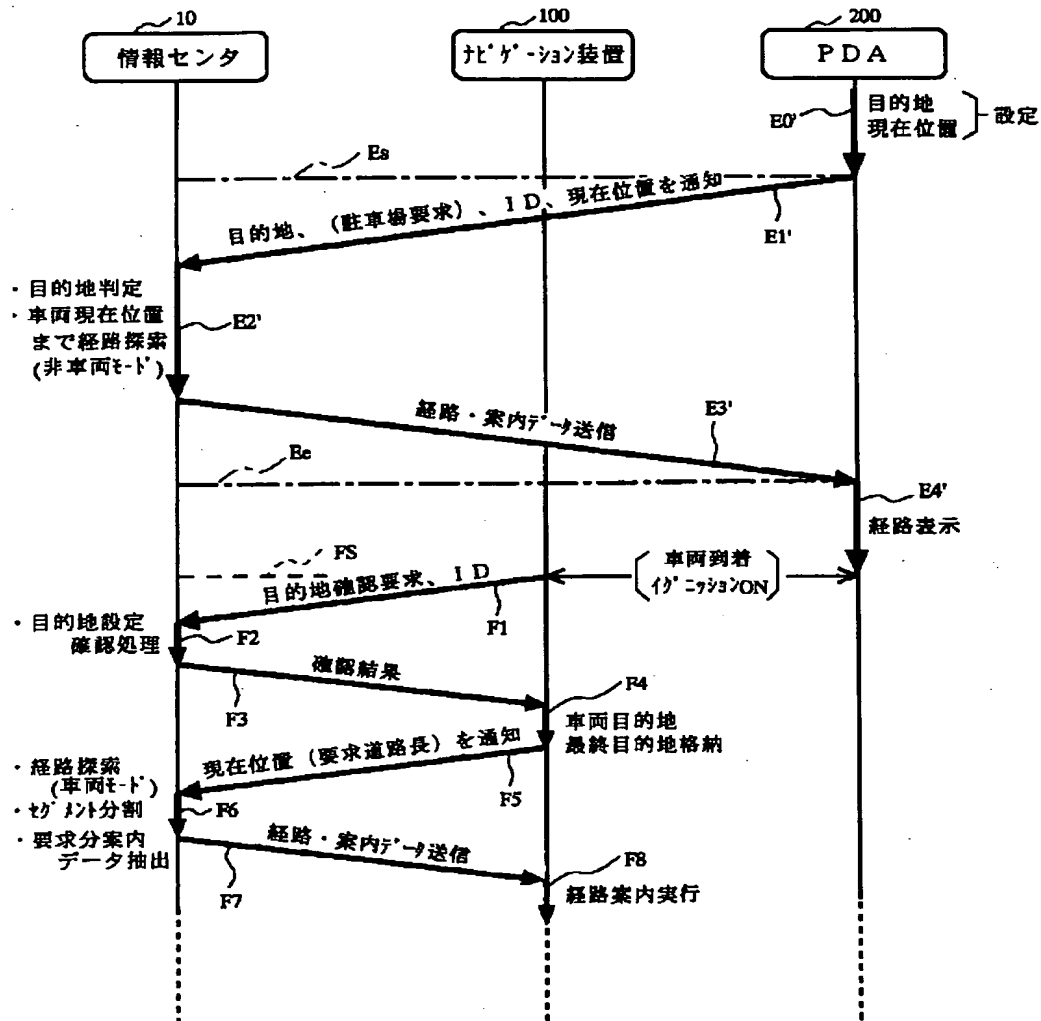 10
100
200
情報センタ
ナビゲーション装置
PDA
E0'
目的地
現在位置
設定
Es
目的地、(駐車場要求)、ID、現在位置を通知
E1'
・目的地判定
・車両現在位置
まで経路探索
(非車両モード)
E2'
経路・案内データ送信
E3'
Ee
E4'
経路表示
FS
車両到着
イグニッションON
目的地確認要求、ID
F1
・目的地設定
確認処理
F2
確認結果
F3
F4
車両目的地
最終目的地格納
現在位置(要求道路長)を通知
F5
・経路探索
(車両モード)
・セグメント分割
F6
・要求分案内
データ抽出
経路・案内データ送信
F7
F8
経路案内実行